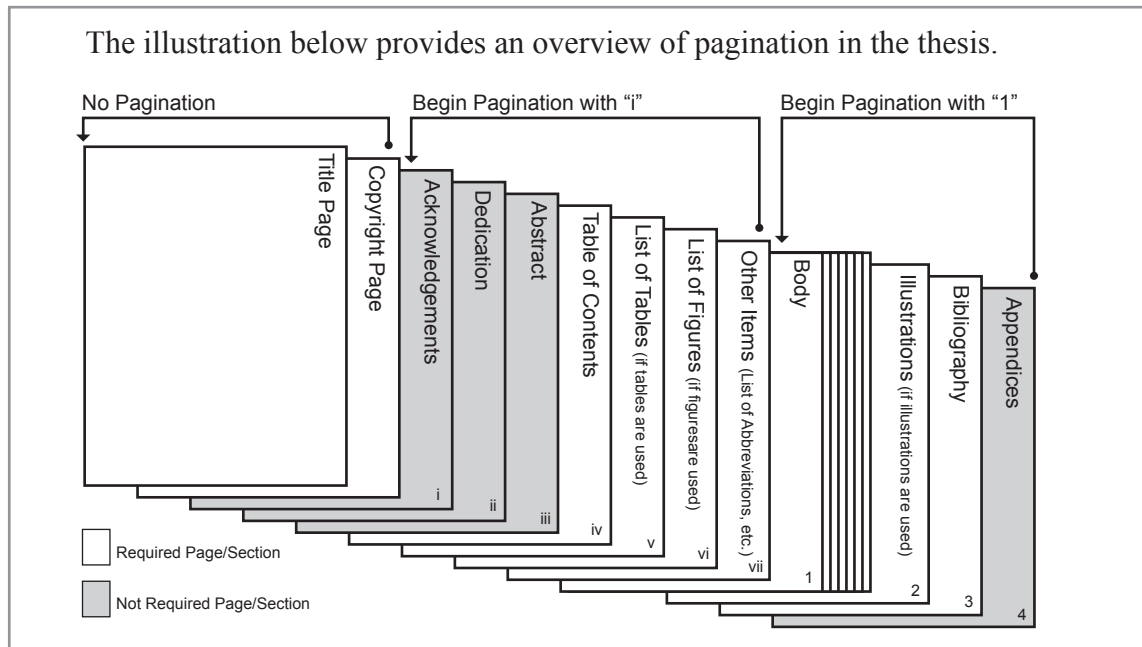 The illustration below provides an overview of pagination in the thesis.
No Pagination
Begin Pagination with “i”
Begin Pagination with “1”
Title Page
Copyright Page
Acknowledgements
i
Dedication
ii
Abstract
iii
Table of Contents
iv
List of Tables (if tables are used)
v
List of Figures (if figuresare used)
vi
Other Items (List of Abbreviations, etc.)
vii
Body
1
Illustrations (if illustrations are used)
2
Bibliography
3
Appendices
4
Required Page/Section
Not Required Page/Section